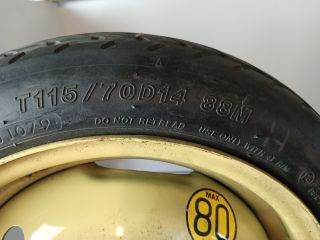 T115/70D14 88M
DO NOT RETREAD USE ONLY WITH
MAX
80